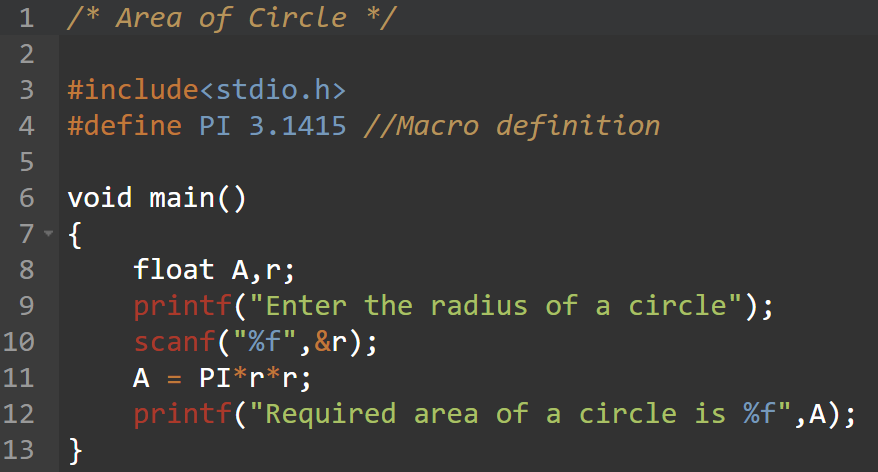 1 /* Area of Circle */
2
3 #include<stdio.h>
4 #define PI 3.1415 //Macro definition
5
6 void main()
7 {
8     float A,r;
9     printf("Enter the radius of a circle");
10     scanf("%f",&r);
11     A = PI*r*r;
12     printf("Required area of a circle is %f",A);
13 }